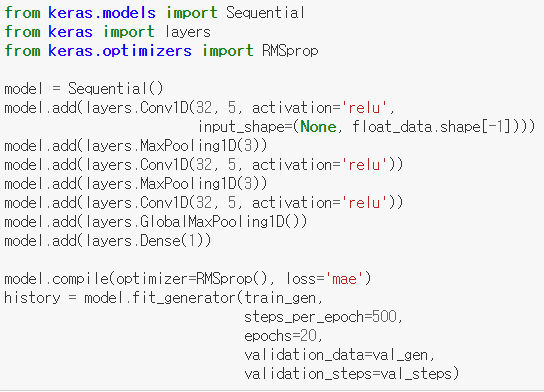 from keras.models import Sequential
from keras import layers
from keras.optimizers import RMSprop

model = Sequential()
model.add(layers.Conv1D(32, 5, activation='relu',
                        input_shape=(None, float_data.shape[-1])))
model.add(layers.MaxPooling1D(3))
model.add(layers.Conv1D(32, 5, activation='relu'))
model.add(layers.MaxPooling1D(3))
model.add(layers.Conv1D(32, 5, activation='relu'))
model.add(layers.GlobalMaxPooling1D())
model.add(layers.Dense(1))

model.compile(optimizer=RMSprop(), loss='mae')
history = model.fit_generator(train_gen,
                              steps_per_epoch=500,
                              epochs=20,
                              validation_data=val_gen,
                              validation_steps=val_steps)